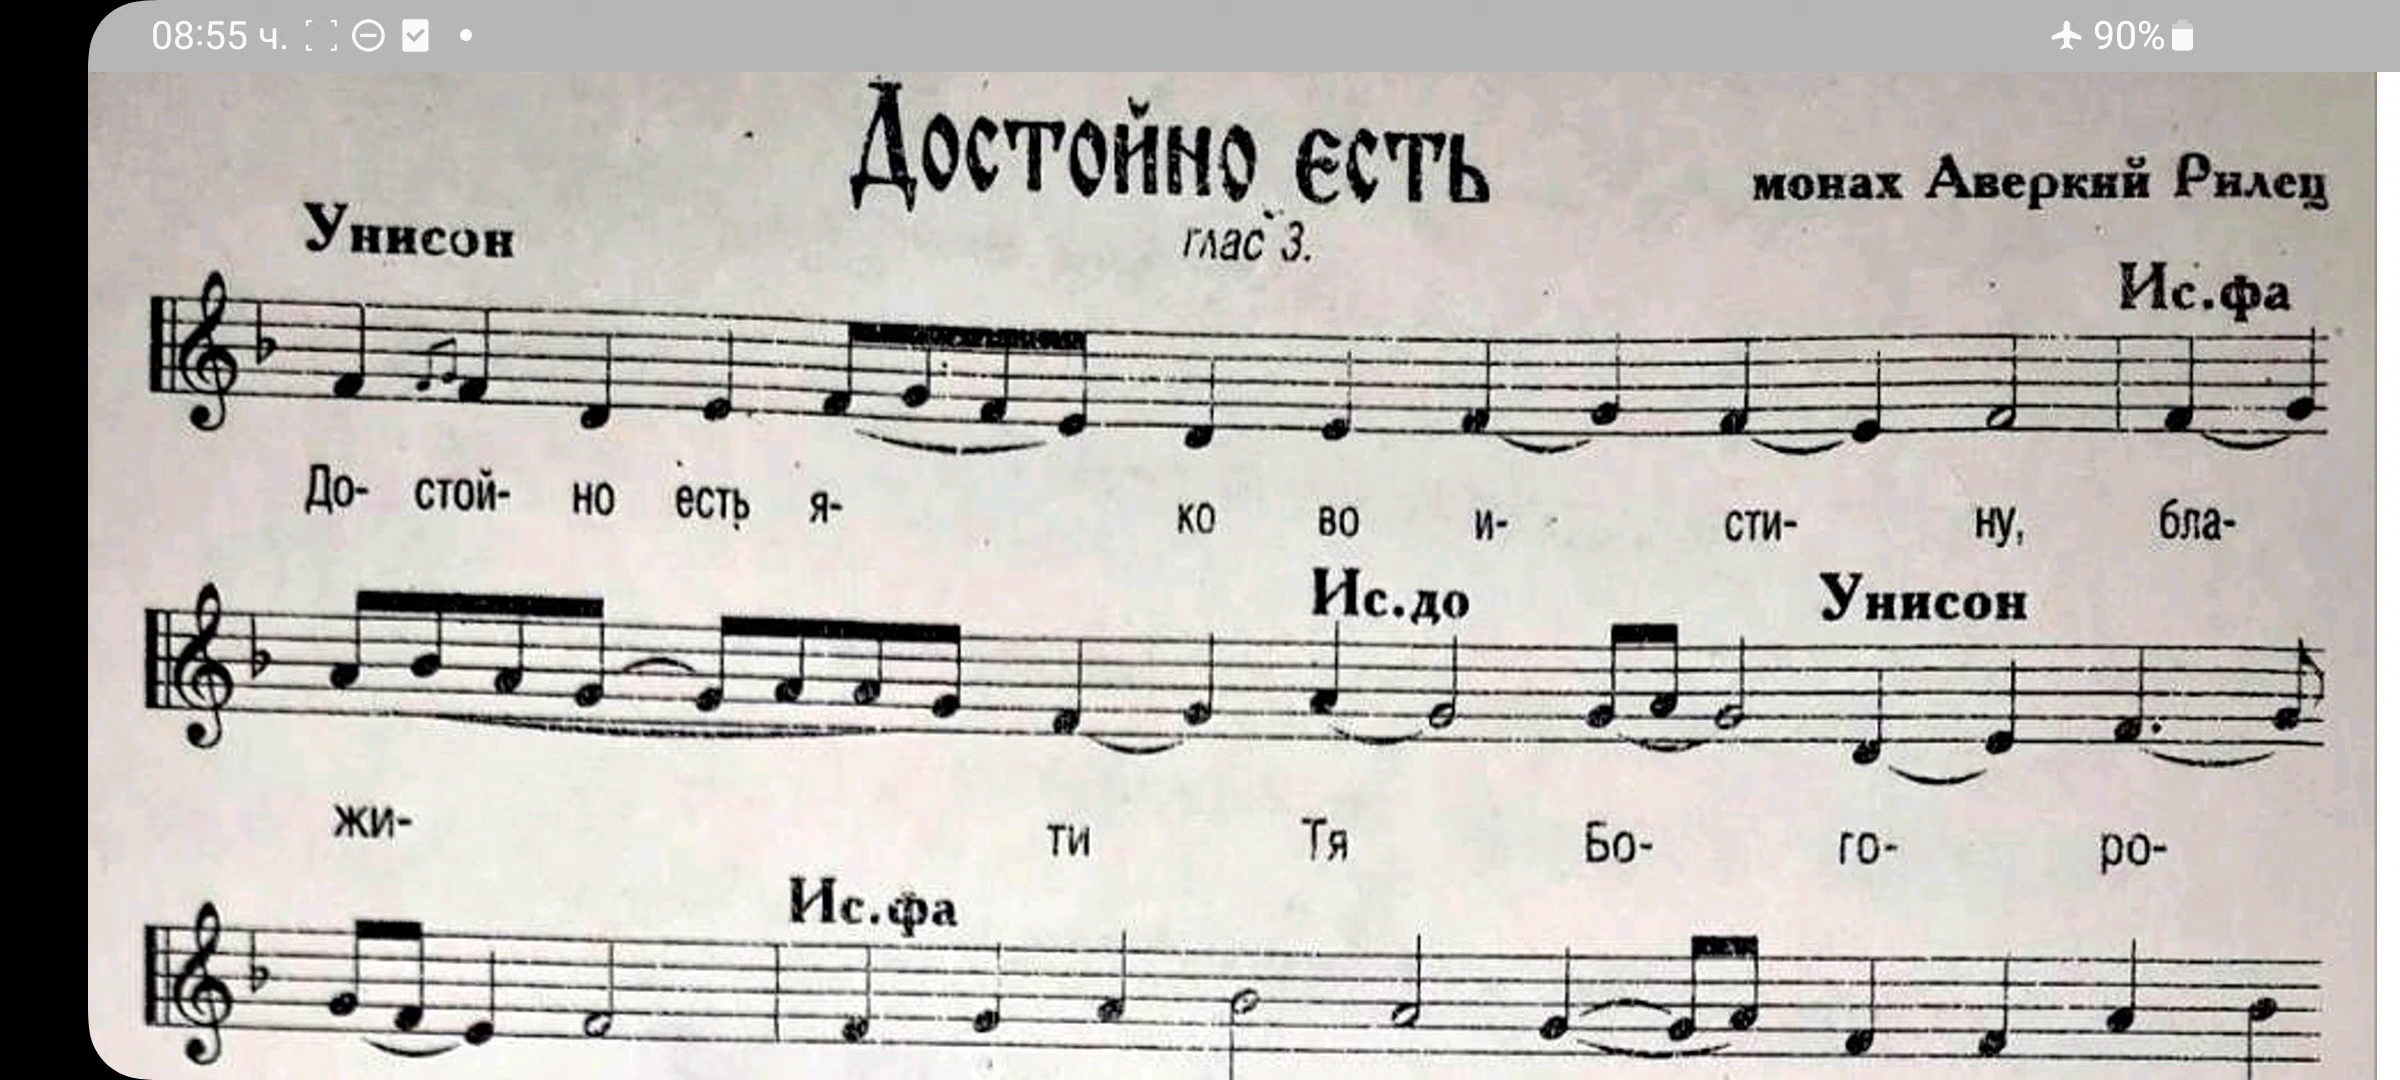 08:55 ч. 90%
Достойно есть
монах Аверкий Рилец
Унисон глас 3.
Ис.фа
До- стой- но есть я- ко во и- сти- ну, бла-
Ис.до Унисон
жи- ти Тя Бо- го- ро-
Ис.фа